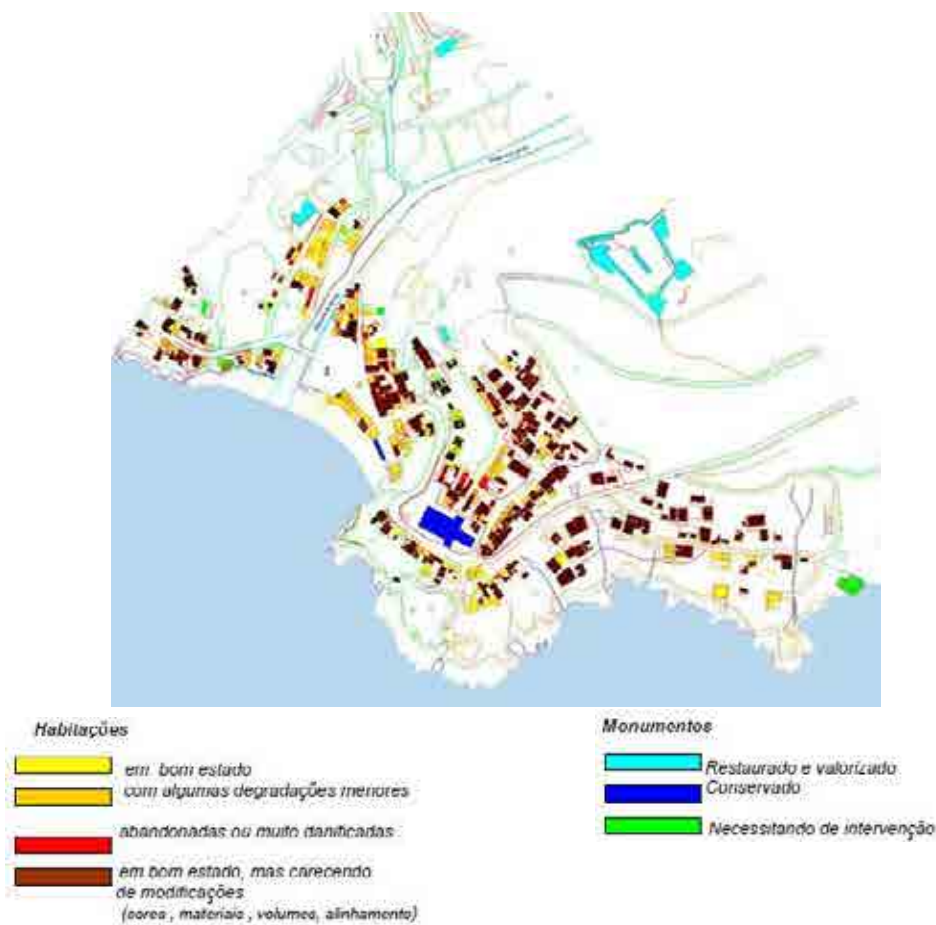 Habitações
em bom estado
com algumas degradações menores
abandonadas ou muito danificadas
em bom estado, mas carecendo
de modificações
(cores , materiais , volumes, alinhamento)
Monumentos
Restaurado e valorizado
Conservado
Necessitando de intervenção